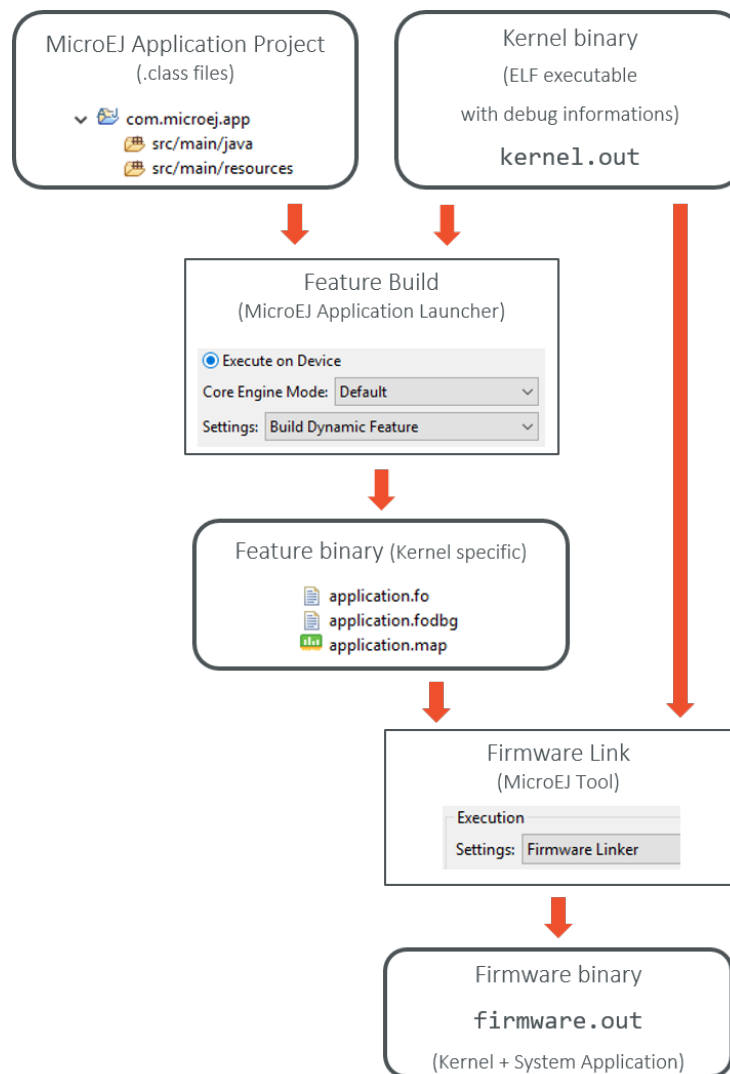 MicroEJ Application Project
(.class files)
com.microej.app
src/main/java
src/main/resources
Kernel binary
(ELF executable
with debug informations)
kernel.out
Feature Build
(MicroEJ Application Launcher)
Execute on Device
Core Engine Mode: Default
Settings: Build Dynamic Feature
Feature binary (Kernel specific)
application.fo
application.fodbg
application.map
Firmware Link
(MicroEJ Tool)
Execution
Settings: Firmware Linker
Firmware binary
firmware.out
(Kernel + System Application)